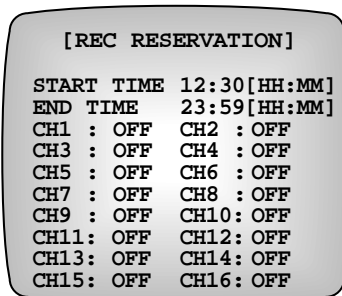 [REC RESERVATION]
START TIME 12:30[HH:MM]
END TIME 23:59[HH:MM]
CH1 : OFF CH2 : OFF
CH3 : OFF CH4 : OFF
CH5 : OFF CH6 : OFF
CH7 : OFF CH8 : OFF
CH9 : OFF CH10: OFF
CH11: OFF CH12: OFF
CH13: OFF CH14: OFF
CH15: OFF CH16: OFF